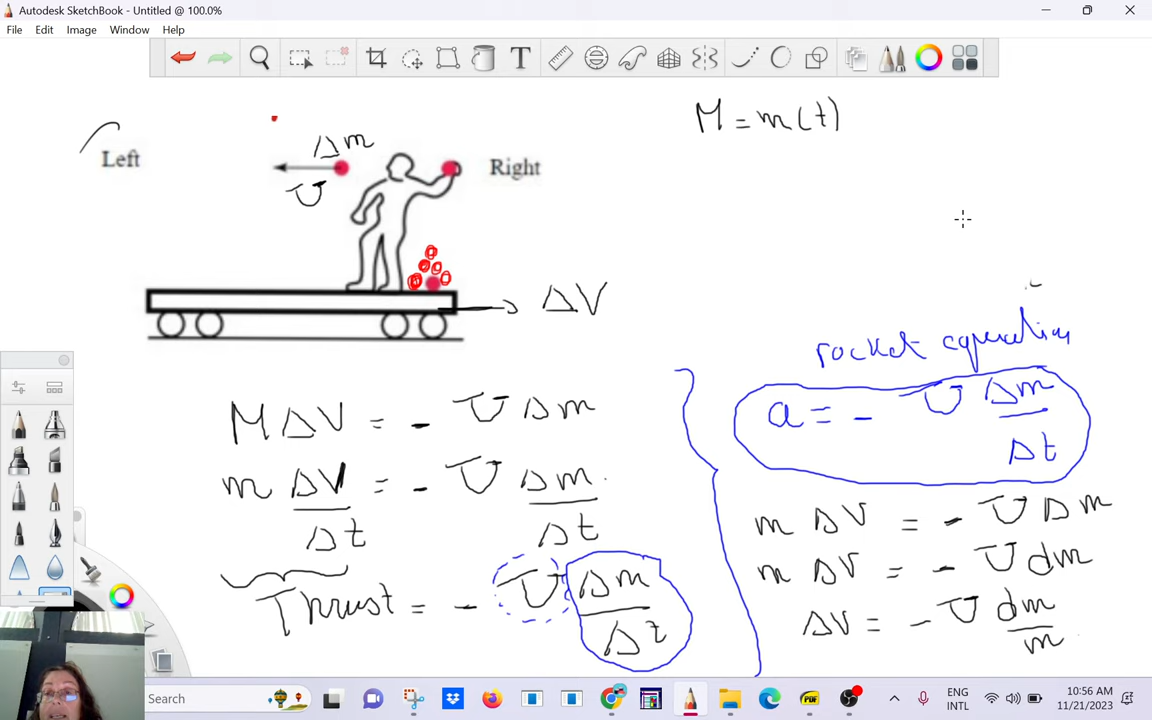 Autodesk SketchBook - Untitled @ 100.0%
File Edit Image Window Help
M = m(t)
Left
Δm
U
Right
ΔV
rocket equation
a = - U Δm/Δt
M ΔV = - U Δm
m ΔV/Δt = - U Δm/Δt
Thrust = - U Δm/Δt
m ΔV = - U Δm
m ΔV = - U dm
ΔV = - U dm/m
Search
ENG
INTL
10:56 AM
11/21/2023